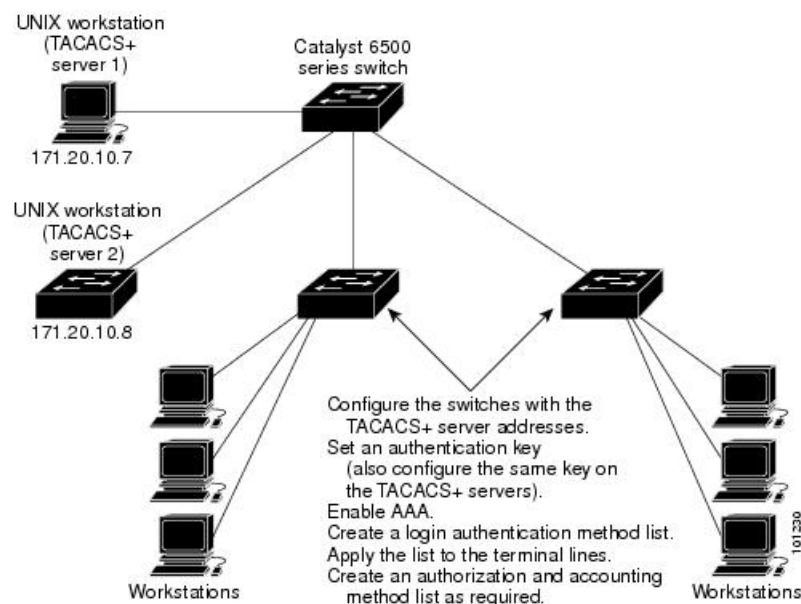 UNIX workstation
(TACACS+
server 1)
Catalyst 6500
series switch
171.20.10.7
UNIX workstation
(TACACS+
server 2)
171.20.10.8
Configure the switches with the
TACACS+ server addresses.
Set an authentication key
(also configure the same key on
the TACACS+ servers).
Enable AAA.
Create a login authentication method list.
Apply the list to the terminal lines.
Create an authorization and accounting
method list as required.
Workstations
Workstations
101230